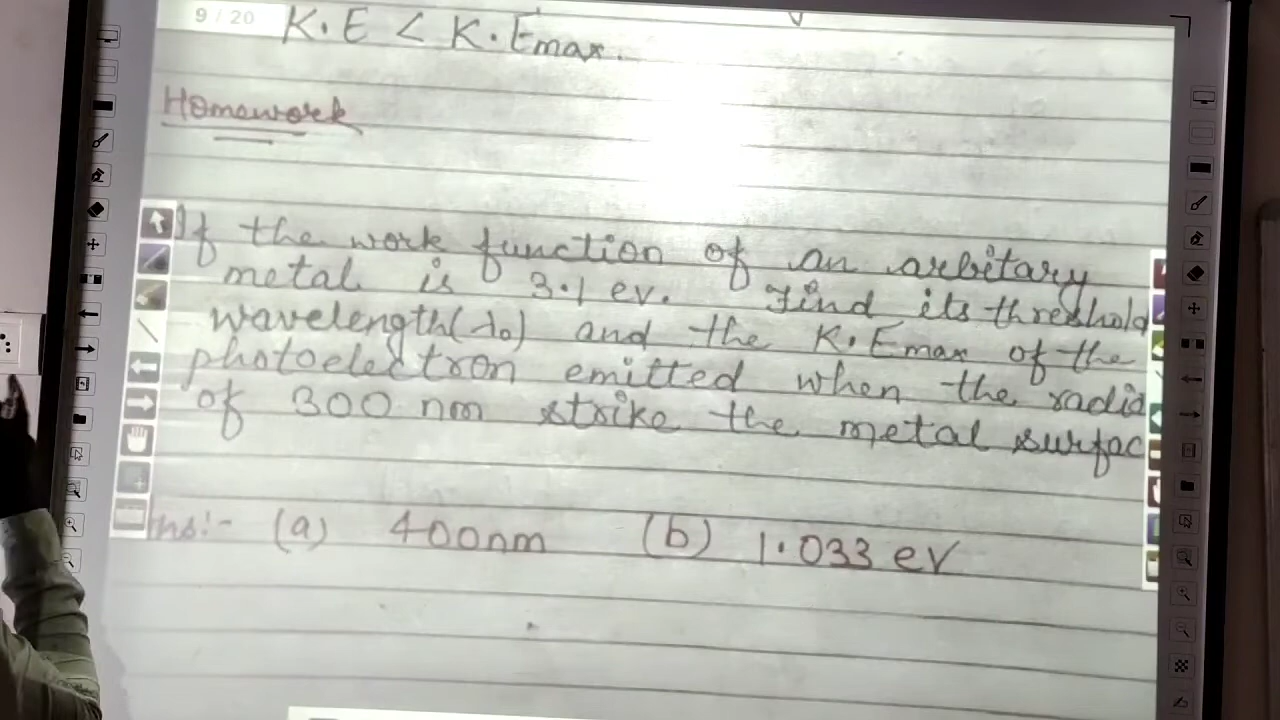 9 / 20
K.E < K.Emax.
Homework
If the work function of an arbitary
metal is 3.1 ev. Find its threshold
wavelength(λo) and the K.Emax of the
photoelectron emitted when the radia
of 300 nm strike the metal surfac
Ans:- (a) 400nm (b) 1.033 eV